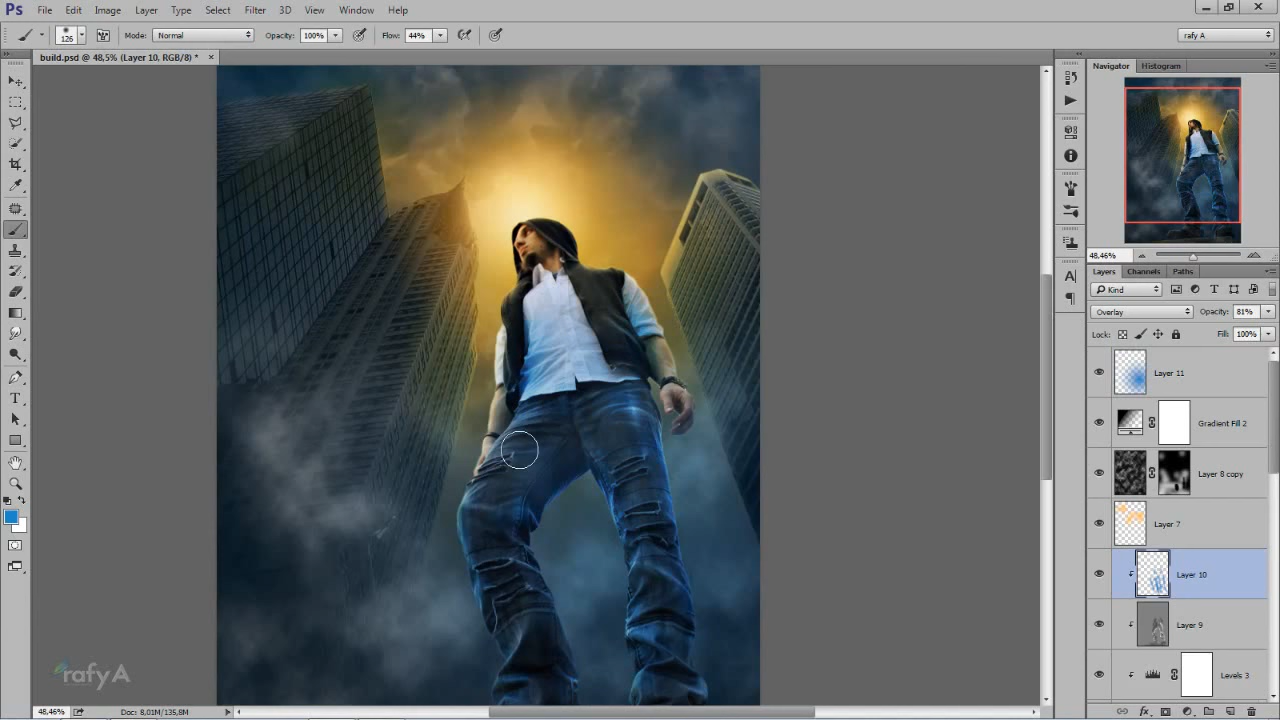 Ps File Edit Image Layer Type Select Filter 3D View Window Help
126 Mode: Normal Opacity: 100% Flow: 44% rafy A
build.psd @ 48,5% (Layer 10, RGB/8) * ×
Navigator Histogram
48,46%
Layers Channels Paths
Kind
Overlay Opacity: 81%
Lock: Fill: 100%
Layer 11
Gradient Fill 2
Layer 8 copy
Layer 7
Layer 10
Layer 9
Levels 3
rafy A
48,46% Doc: 8,01M/135,8M